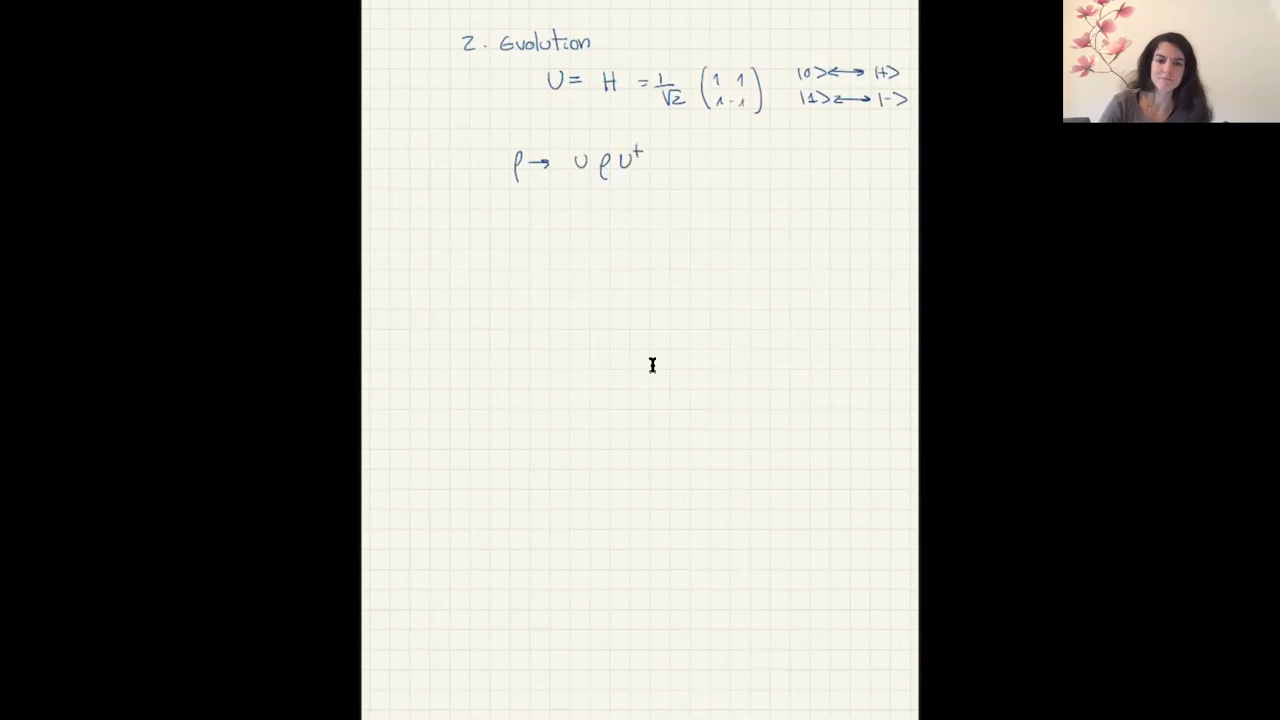 2. Evolution
U = H = 1/√2 (1 1 |0> ↔ |+>
1 -1) |1> ↔ |->
ρ → U ρ U†